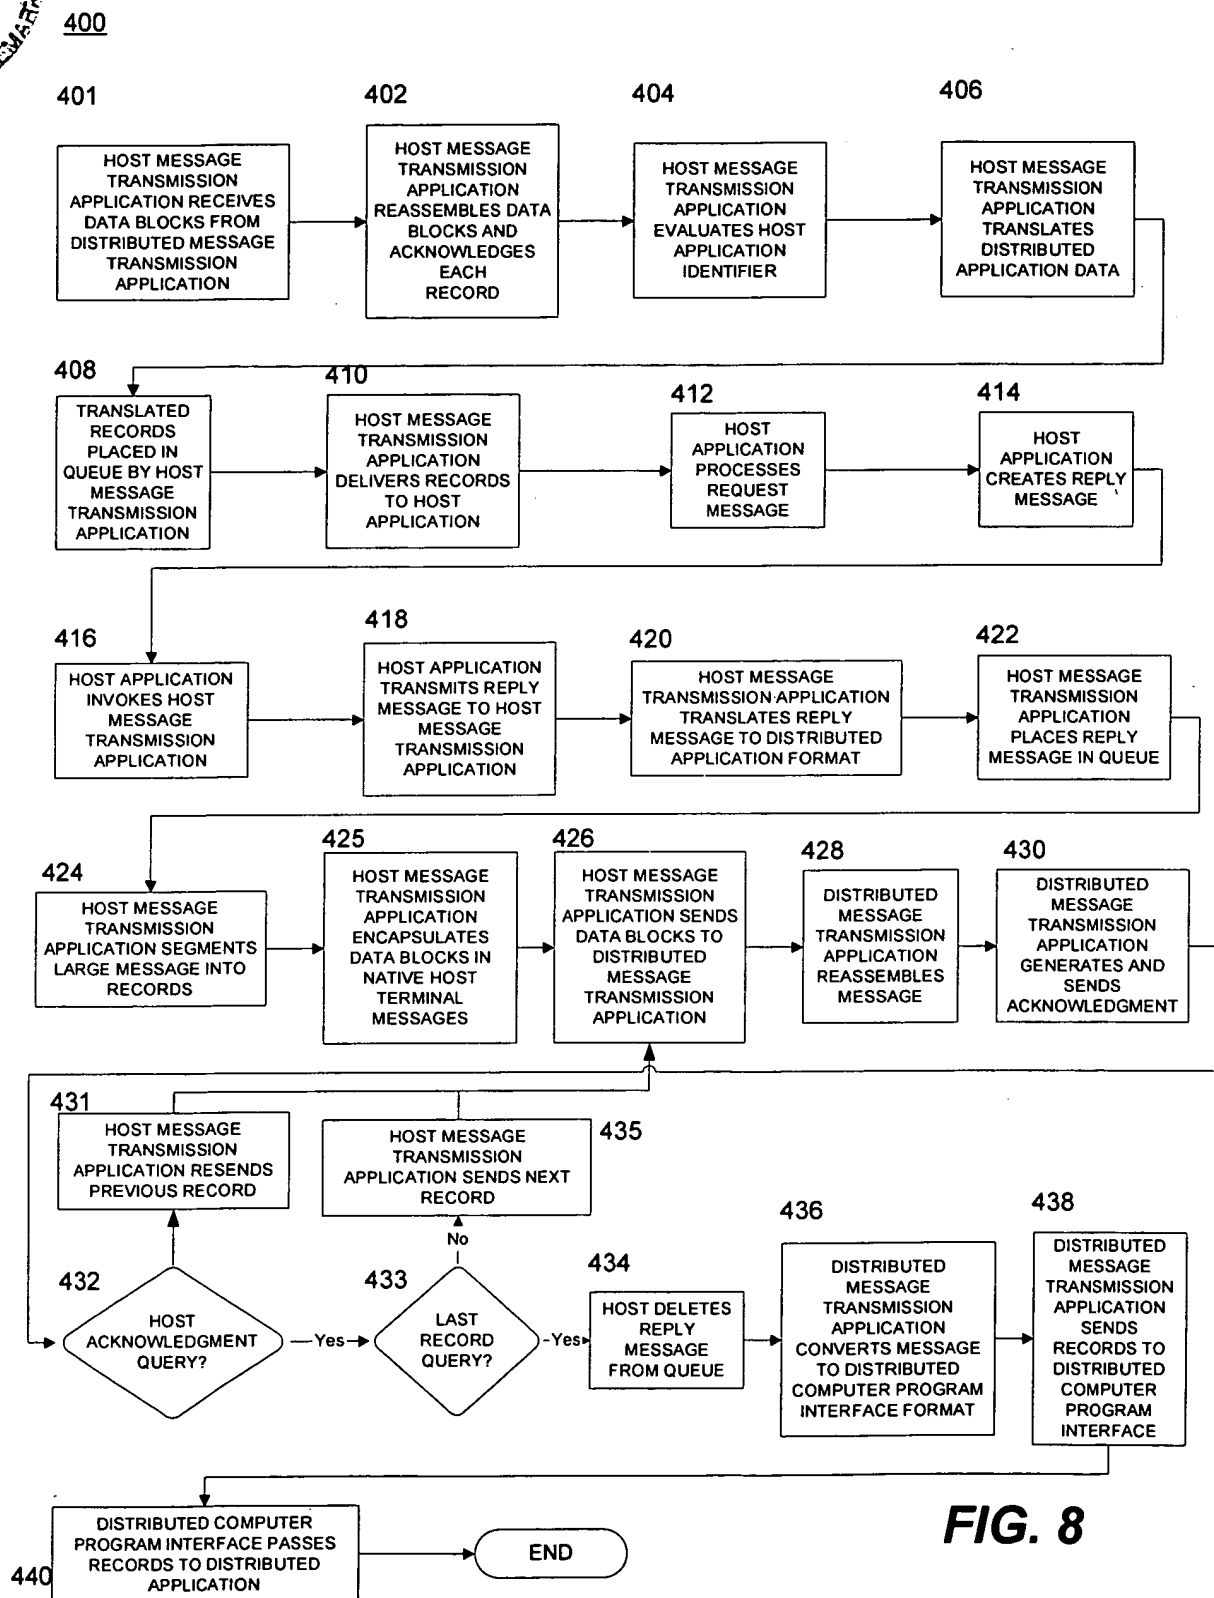 400
401
HOST MESSAGE
TRANSMISSION
APPLICATION RECEIVES
DATA BLOCKS FROM
DISTRIBUTED MESSAGE
TRANSMISSION
APPLICATION
402
HOST MESSAGE
TRANSMISSION
APPLICATION
REASSEMBLES DATA
BLOCKS AND
ACKNOWLEDGES
EACH
RECORD
404
HOST MESSAGE
TRANSMISSION
APPLICATION
EVALUATES HOST
APPLICATION
IDENTIFIER
406
HOST MESSAGE
TRANSMISSION
APPLICATION
TRANSLATES
DISTRIBUTED
APPLICATION DATA
408
TRANSLATED
RECORDS
PLACED IN
QUEUE BY HOST
MESSAGE
TRANSMISSION
APPLICATION
410
HOST MESSAGE
TRANSMISSION
APPLICATION
DELIVERS RECORDS
TO HOST
APPLICATION
412
HOST
APPLICATION
PROCESSES
REQUEST
MESSAGE
414
HOST
APPLICATION
CREATES REPLY
MESSAGE
416
HOST APPLICATION
INVOKES HOST
MESSAGE
TRANSMISSION
APPLICATION
418
HOST APPLICATION
TRANSMITS REPLY
MESSAGE TO HOST
MESSAGE
TRANSMISSION
APPLICATION
420
HOST MESSAGE
TRANSMISSION APPLICATION
TRANSLATES REPLY
MESSAGE TO DISTRIBUTED
APPLICATION FORMAT
422
HOST MESSAGE
TRANSMISSION
APPLICATION
PLACES REPLY
MESSAGE IN QUEUE
424
HOST MESSAGE
TRANSMISSION
APPLICATION SEGMENTS
LARGE MESSAGE INTO
RECORDS
425
HOST MESSAGE
TRANSMISSION
APPLICATION
ENCAPSULATES
DATA BLOCKS IN
NATIVE HOST
TERMINAL
MESSAGES
426
HOST MESSAGE
TRANSMISSION
APPLICATION SENDS
DATA BLOCKS TO
DISTRIBUTED
MESSAGE
TRANSMISSION
APPLICATION
428
DISTRIBUTED
MESSAGE
TRANSMISSION
APPLICATION
REASSEMBLES
MESSAGE
430
DISTRIBUTED
MESSAGE
TRANSMISSION
APPLICATION
GENERATES AND
SENDS
ACKNOWLEDGMENT
431
HOST MESSAGE
TRANSMISSION
APPLICATION RESENDS
PREVIOUS RECORD
435
HOST MESSAGE
TRANSMISSION
APPLICATION SENDS NEXT
RECORD
432
HOST
ACKNOWLEDGMENT
QUERY?
Yes
433
LAST
RECORD
QUERY?
No
Yes
434
HOST DELETES
REPLY
MESSAGE
FROM QUEUE
436
DISTRIBUTED
MESSAGE
TRANSMISSION
APPLICATION
CONVERTS MESSAGE
TO DISTRIBUTED
COMPUTER PROGRAM
INTERFACE FORMAT
438
DISTRIBUTED
MESSAGE
TRANSMISSION
APPLICATION
SENDS
RECORDS TO
DISTRIBUTED
COMPUTER
PROGRAM
INTERFACE
440
DISTRIBUTED COMPUTER
PROGRAM INTERFACE PASSES
RECORDS TO DISTRIBUTED
APPLICATION
END
FIG. 8